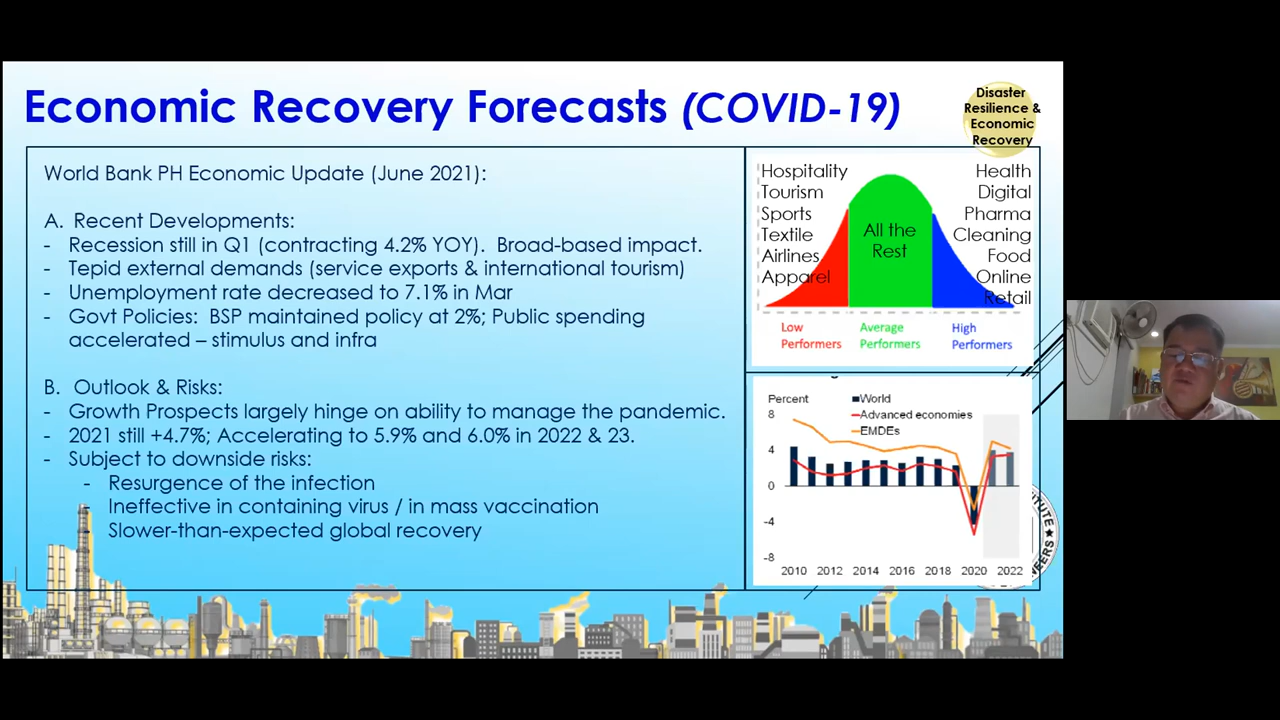 Economic Recovery Forecasts (COVID-19)
Disaster
Resilience &
Economic
Recovery
World Bank PH Economic Update (June 2021):
A. Recent Developments:
- Recession still in Q1 (contracting 4.2% YOY). Broad-based impact.
- Tepid external demands (service exports & international tourism)
- Unemployment rate decreased to 7.1% in Mar
- Govt Policies: BSP maintained policy at 2%; Public spending
accelerated – stimulus and infra
B. Outlook & Risks:
- Growth Prospects largely hinge on ability to manage the pandemic.
- 2021 still +4.7%; Accelerating to 5.9% and 6.0% in 2022 & 23.
- Subject to downside risks:
- Resurgence of the infection
- Ineffective in containing virus / in mass vaccination
Slower-than-expected global recovery
Hospitality
Tourism
Sports
Textile
Airlines
Apparel
All the
Rest
Health
Digital
Pharma
Cleaning
Food
Online
Retail
Low
Performers
Average
Performers
High
Performers
Percent
World
Advanced economies
EMDEs
8
4
0
-4
-8
2010 2012 2014 2016 2018 2020 2022